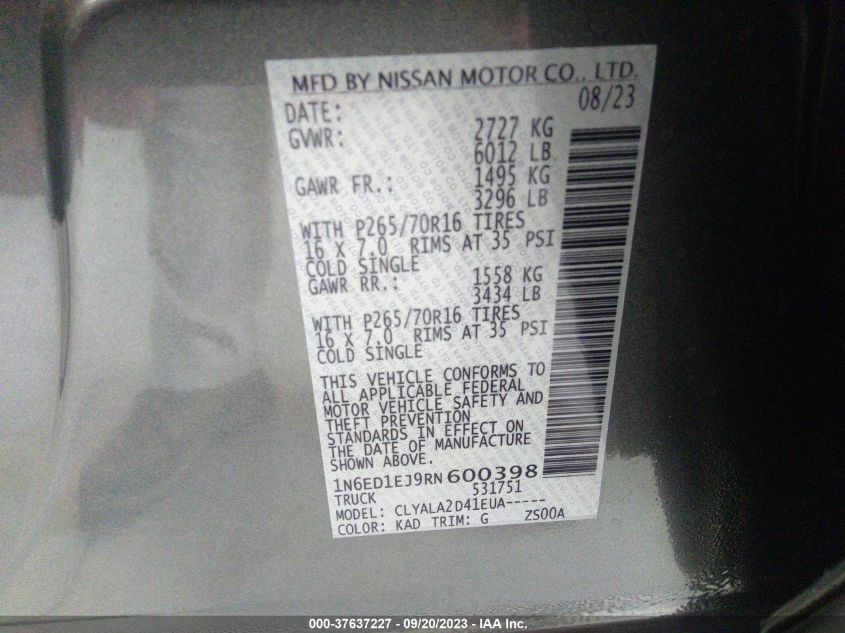 MFD BY NISSAN MOTOR CO., LTD.
DATE: 08/23
GVWR: 2727 KG
6012 LB
GAWR FR.: 1495 KG
3296 LB
WITH P265/70R16 TIRES
16 X 7.0 RIMS AT 35 PSI
COLD SINGLE
GAWR RR.: 1558 KG
3434 LB
WITH P265/70R16 TIRES
16 X 7.0 RIMS AT 35 PSI
COLD SINGLE
THIS VEHICLE CONFORMS TO
ALL APPLICABLE FEDERAL
MOTOR VEHICLE SAFETY AND
THEFT PREVENTION
STANDARDS IN EFFECT ON
THE DATE OF MANUFACTURE
SHOWN ABOVE.
1N6ED1EJ9RN600398
TRUCK 531751
MODEL: CLYALA2D41EUA-----
COLOR: KAD TRIM: G ZS00A
000-37637227 - 09/20/2023 - IAA Inc.